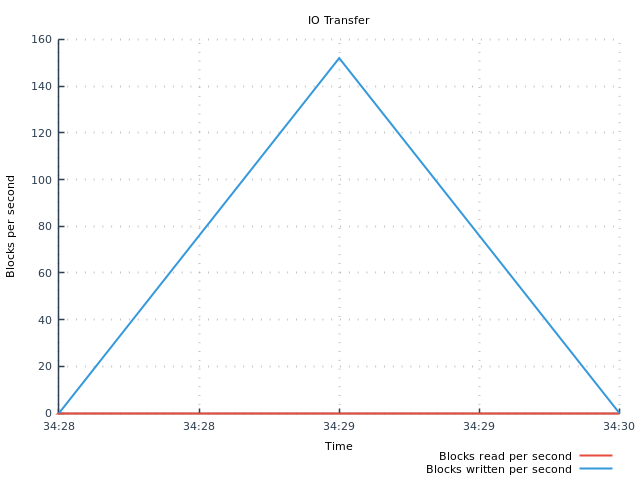 IO Transfer
160
140
120
100
80
60
40
20
0
Blocks per second
34:28 34:28 34:29 34:29 34:30
Time
Blocks read per second
Blocks written per second